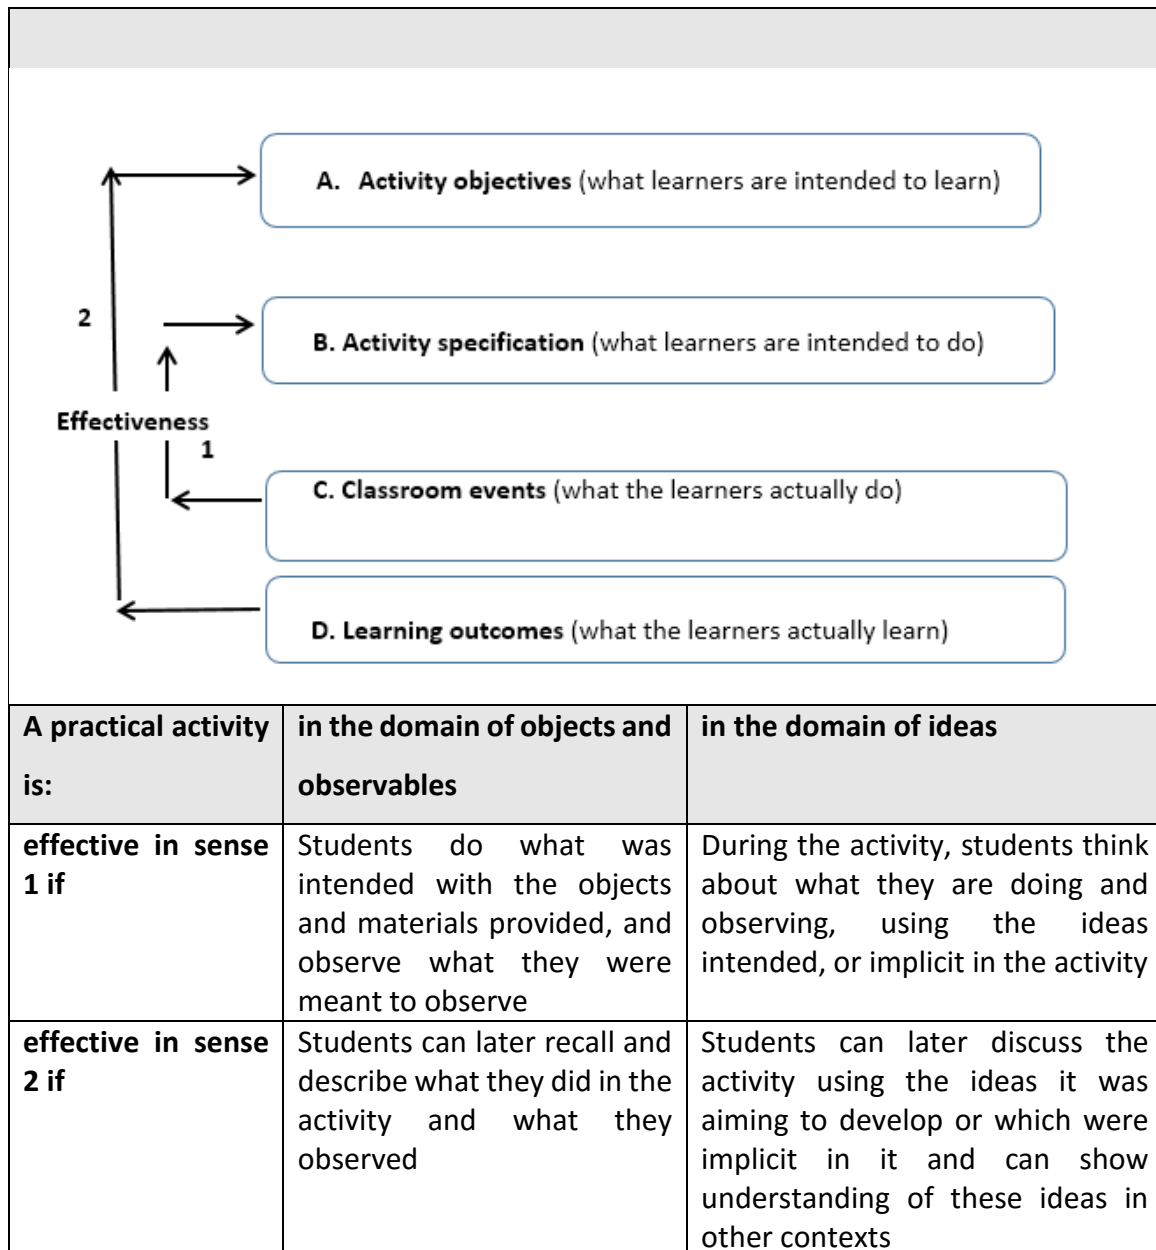 A. Activity objectives (what learners are intended to learn)
2
B. Activity specification (what learners are intended to do)
Effectiveness
1
C. Classroom events (what the learners actually do)
D. Learning outcomes (what the learners actually learn)
A practical activity
is:
in the domain of objects and
observables
in the domain of ideas
effective in sense
1 if
Students do what was
intended with the objects
and materials provided, and
observe what they were
meant to observe
During the activity, students think
about what they are doing and
observing, using the ideas
intended, or implicit in the activity
effective in sense
2 if
Students can later recall and
describe what they did in the
activity and what they
observed
Students can later discuss the
activity using the ideas it was
aiming to develop or which were
implicit in it and can show
understanding of these ideas in
other contexts